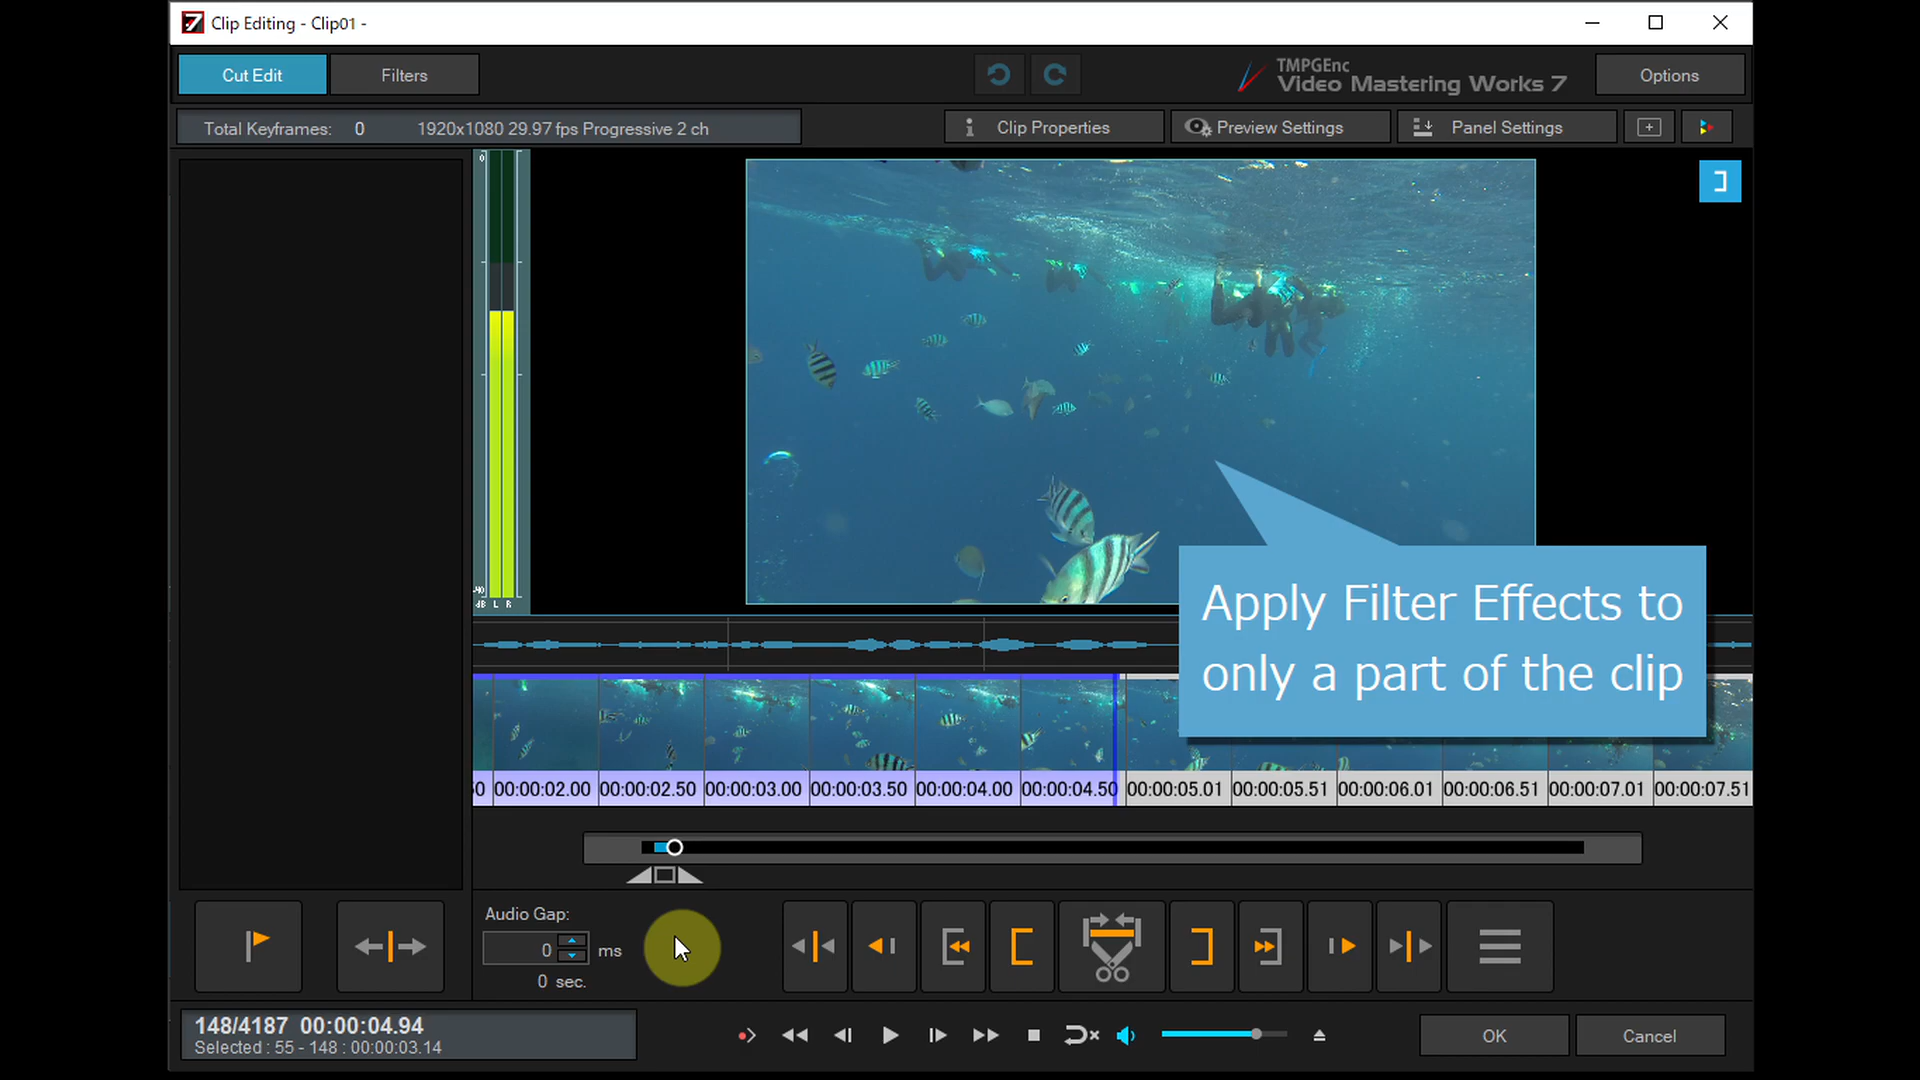 Clip Editing - Clip01 -
Cut Edit
Filters
TMPGEnc
Video Mastering Works 7
Options
Total Keyframes: 0
1920x1080 29.97 fps Progressive 2 ch
Clip Properties
Preview Settings
Panel Settings
0
-40
dB L R
Apply Filter Effects to
only a part of the clip
50 00:00:02.00 00:00:02.50 00:00:03.00 00:00:03.50 00:00:04.00 00:00:04.50 00:00:05.01 00:00:05.51 00:00:06.01 00:00:06.51 00:00:07.01 00:00:07.51
Audio Gap:
0 ms
0 sec.
148/4187 00:00:04.94
Selected : 55 - 148 : 00:00:03.14
OK
Cancel